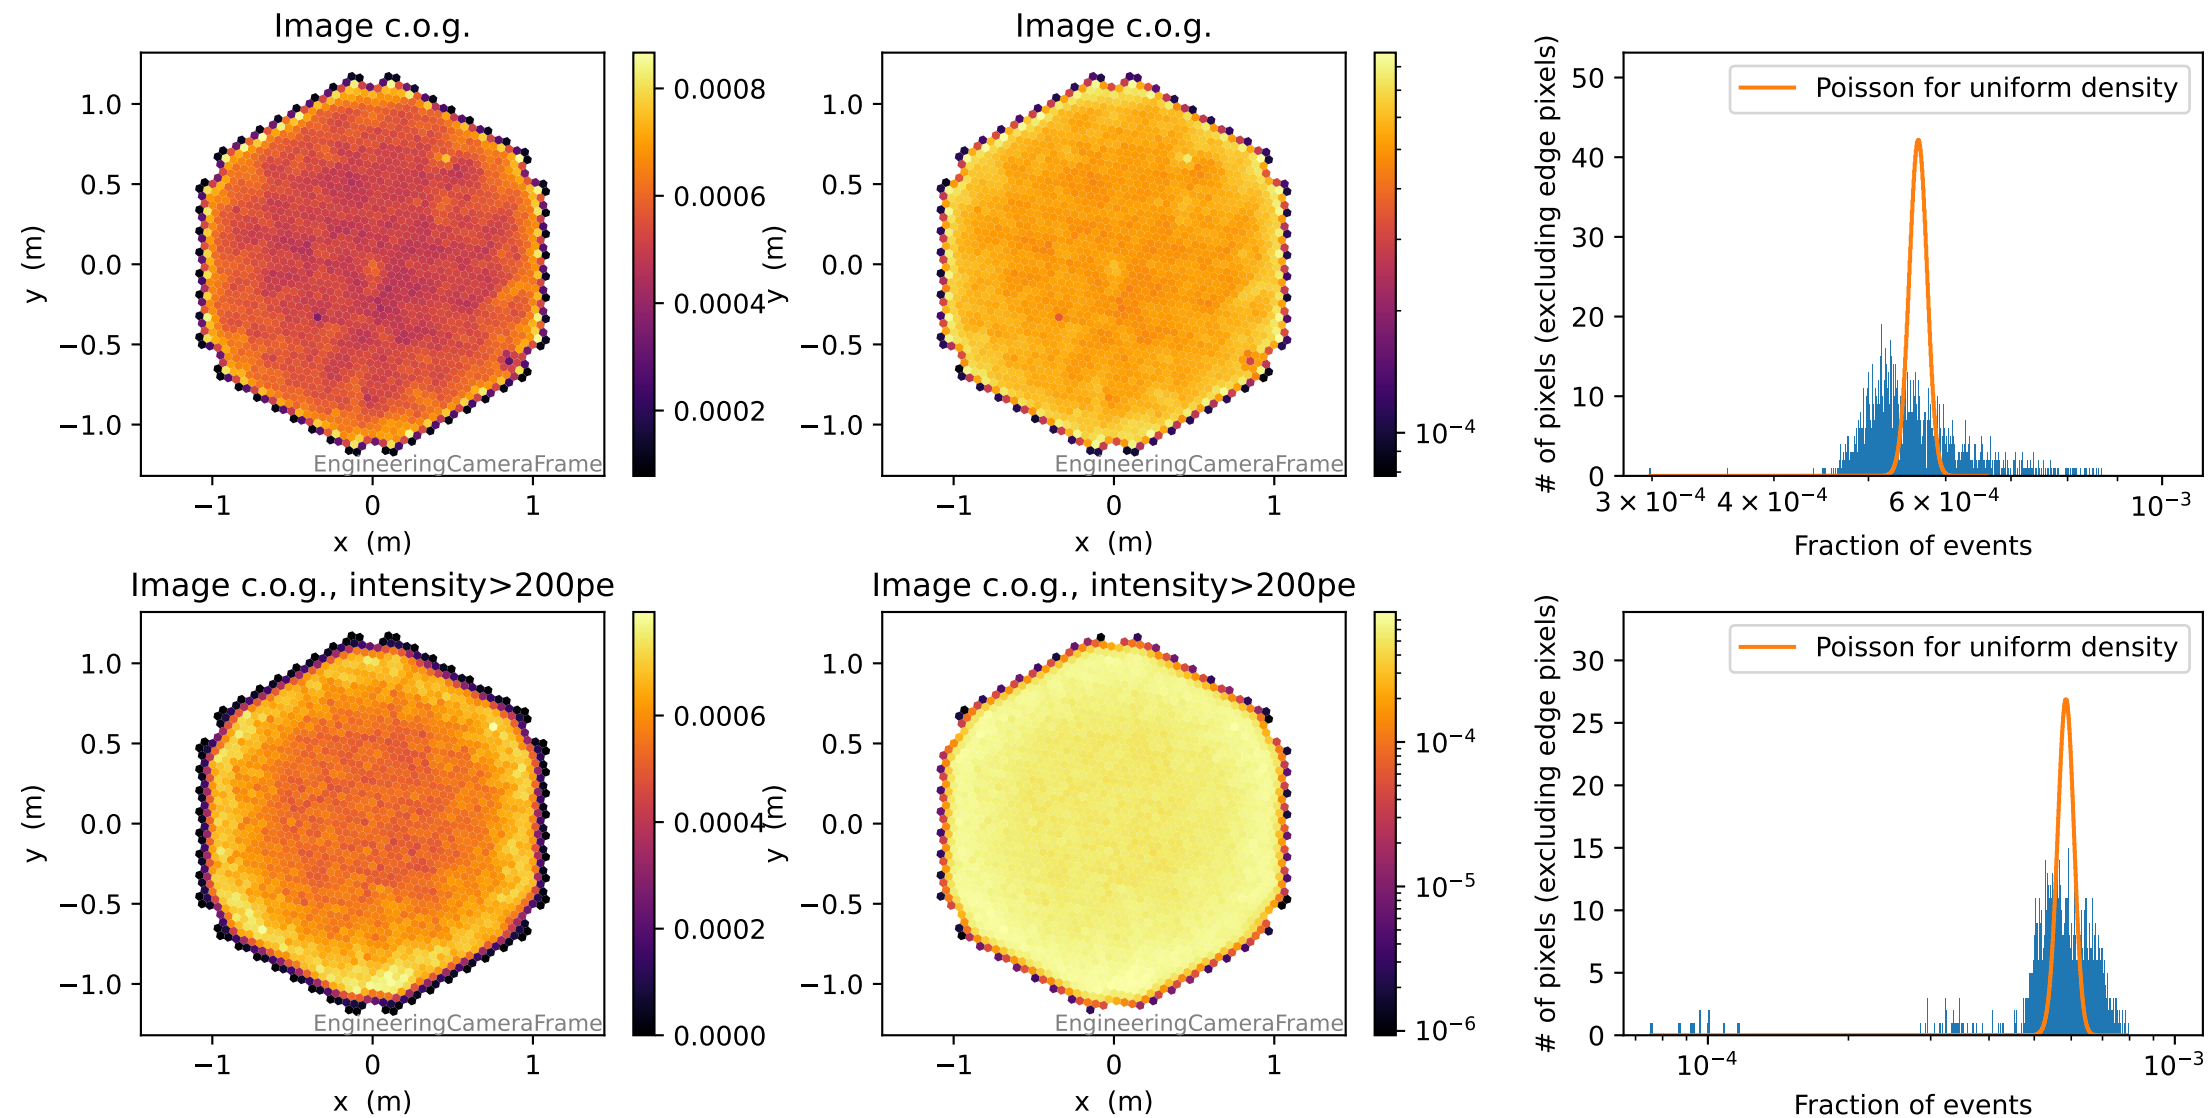 Image c.o.g.
1.0
0.5
0.0
−0.5
−1.0
y (m)
−1 0 1
x (m)
EngineeringCameraFrame
0.0008
0.0006
0.0004
0.0002
Image c.o.g.
1.0
0.5
0.0
−0.5
−1.0
y (m)
−1 0 1
x (m)
EngineeringCameraFrame
10⁻⁴
# of pixels (excluding edge pixels)
50
40
30
20
10
0
Poisson for uniform density
3 × 10⁻⁴ 4 × 10⁻⁴ 6 × 10⁻⁴ 10⁻³
Fraction of events
Image c.o.g., intensity>200pe
1.0
0.5
0.0
−0.5
−1.0
y (m)
−1 0 1
x (m)
EngineeringCameraFrame
0.0006
0.0004
0.0002
0.0000
Image c.o.g., intensity>200pe
1.0
0.5
0.0
−0.5
−1.0
y (m)
−1 0 1
x (m)
EngineeringCameraFrame
10⁻⁴
10⁻⁵
10⁻⁶
# of pixels (excluding edge pixels)
30
25
20
15
10
5
0
Poisson for uniform density
10⁻⁴ 10⁻³
Fraction of events